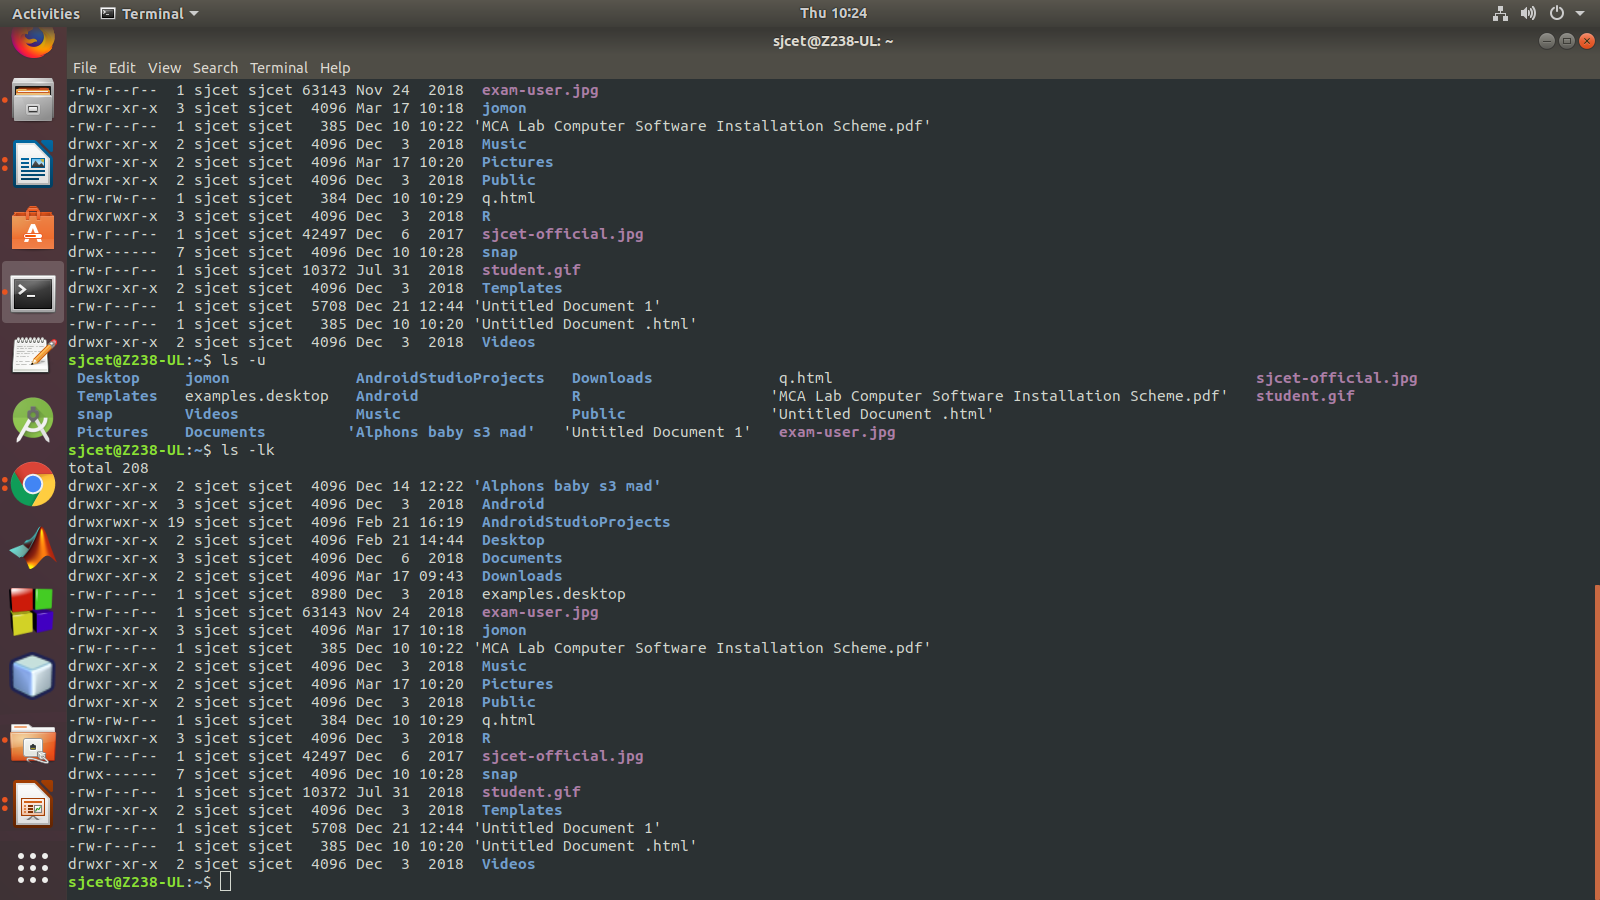 Activities Terminal Thu 10:24
sjcet@Z238-UL: ~
File Edit View Search Terminal Help
-rw-r--r--  1 sjcet sjcet 63143 Nov 24  2018  exam-user.jpg
drwxr-xr-x  3 sjcet sjcet  4096 Mar 17 10:18  jomon
-rw-r--r--  1 sjcet sjcet   385 Dec 10 10:22 'MCA Lab Computer Software Installation Scheme.pdf'
drwxr-xr-x  2 sjcet sjcet  4096 Dec  3  2018  Music
drwxr-xr-x  2 sjcet sjcet  4096 Mar 17 10:20  Pictures
drwxr-xr-x  2 sjcet sjcet  4096 Dec  3  2018  Public
-rw-rw-r--  1 sjcet sjcet   384 Dec 10 10:29  q.html
drwxrwxr-x  3 sjcet sjcet  4096 Dec  3  2018  R
-rw-r--r--  1 sjcet sjcet 42497 Dec  6  2017  sjcet-official.jpg
drwx------  7 sjcet sjcet  4096 Dec 10 10:28  snap
-rw-r--r--  1 sjcet sjcet 10372 Jul 31  2018  student.gif
drwxr-xr-x  2 sjcet sjcet  4096 Dec  3  2018  Templates
-rw-r--r--  1 sjcet sjcet  5708 Dec 21 12:44 'Untitled Document 1'
-rw-r--r--  1 sjcet sjcet   385 Dec 10 10:20 'Untitled Document .html'
drwxr-xr-x  2 sjcet sjcet  4096 Dec  3  2018  Videos
sjcet@Z238-UL:~$ ls -u
 Desktop     jomon              AndroidStudioProjects   Downloads              q.html                                               sjcet-official.jpg
 Templates   examples.desktop   Android                 R                     'MCA Lab Computer Software Installation Scheme.pdf'   student.gif
 snap        Videos             Music                   Public                'Untitled Document .html'
 Pictures    Documents         'Alphons baby s3 mad'   'Untitled Document 1'   exam-user.jpg
sjcet@Z238-UL:~$ ls -lk
total 208
drwxr-xr-x  2 sjcet sjcet  4096 Dec 14 12:22 'Alphons baby s3 mad'
drwxr-xr-x  3 sjcet sjcet  4096 Dec  3  2018  Android
drwxrwxr-x 19 sjcet sjcet  4096 Feb 21 16:19  AndroidStudioProjects
drwxr-xr-x  2 sjcet sjcet  4096 Feb 21 14:44  Desktop
drwxr-xr-x  3 sjcet sjcet  4096 Dec  6  2018  Documents
drwxr-xr-x  2 sjcet sjcet  4096 Mar 17 09:43  Downloads
-rw-r--r--  1 sjcet sjcet  8980 Dec  3  2018  examples.desktop
-rw-r--r--  1 sjcet sjcet 63143 Nov 24  2018  exam-user.jpg
drwxr-xr-x  3 sjcet sjcet  4096 Mar 17 10:18  jomon
-rw-r--r--  1 sjcet sjcet   385 Dec 10 10:22 'MCA Lab Computer Software Installation Scheme.pdf'
drwxr-xr-x  2 sjcet sjcet  4096 Dec  3  2018  Music
drwxr-xr-x  2 sjcet sjcet  4096 Mar 17 10:20  Pictures
drwxr-xr-x  2 sjcet sjcet  4096 Dec  3  2018  Public
-rw-rw-r--  1 sjcet sjcet   384 Dec 10 10:29  q.html
drwxrwxr-x  3 sjcet sjcet  4096 Dec  3  2018  R
-rw-r--r--  1 sjcet sjcet 42497 Dec  6  2017  sjcet-official.jpg
drwx------  7 sjcet sjcet  4096 Dec 10 10:28  snap
-rw-r--r--  1 sjcet sjcet 10372 Jul 31  2018  student.gif
drwxr-xr-x  2 sjcet sjcet  4096 Dec  3  2018  Templates
-rw-r--r--  1 sjcet sjcet  5708 Dec 21 12:44 'Untitled Document 1'
-rw-r--r--  1 sjcet sjcet   385 Dec 10 10:20 'Untitled Document .html'
drwxr-xr-x  2 sjcet sjcet  4096 Dec  3  2018  Videos
sjcet@Z238-UL:~$